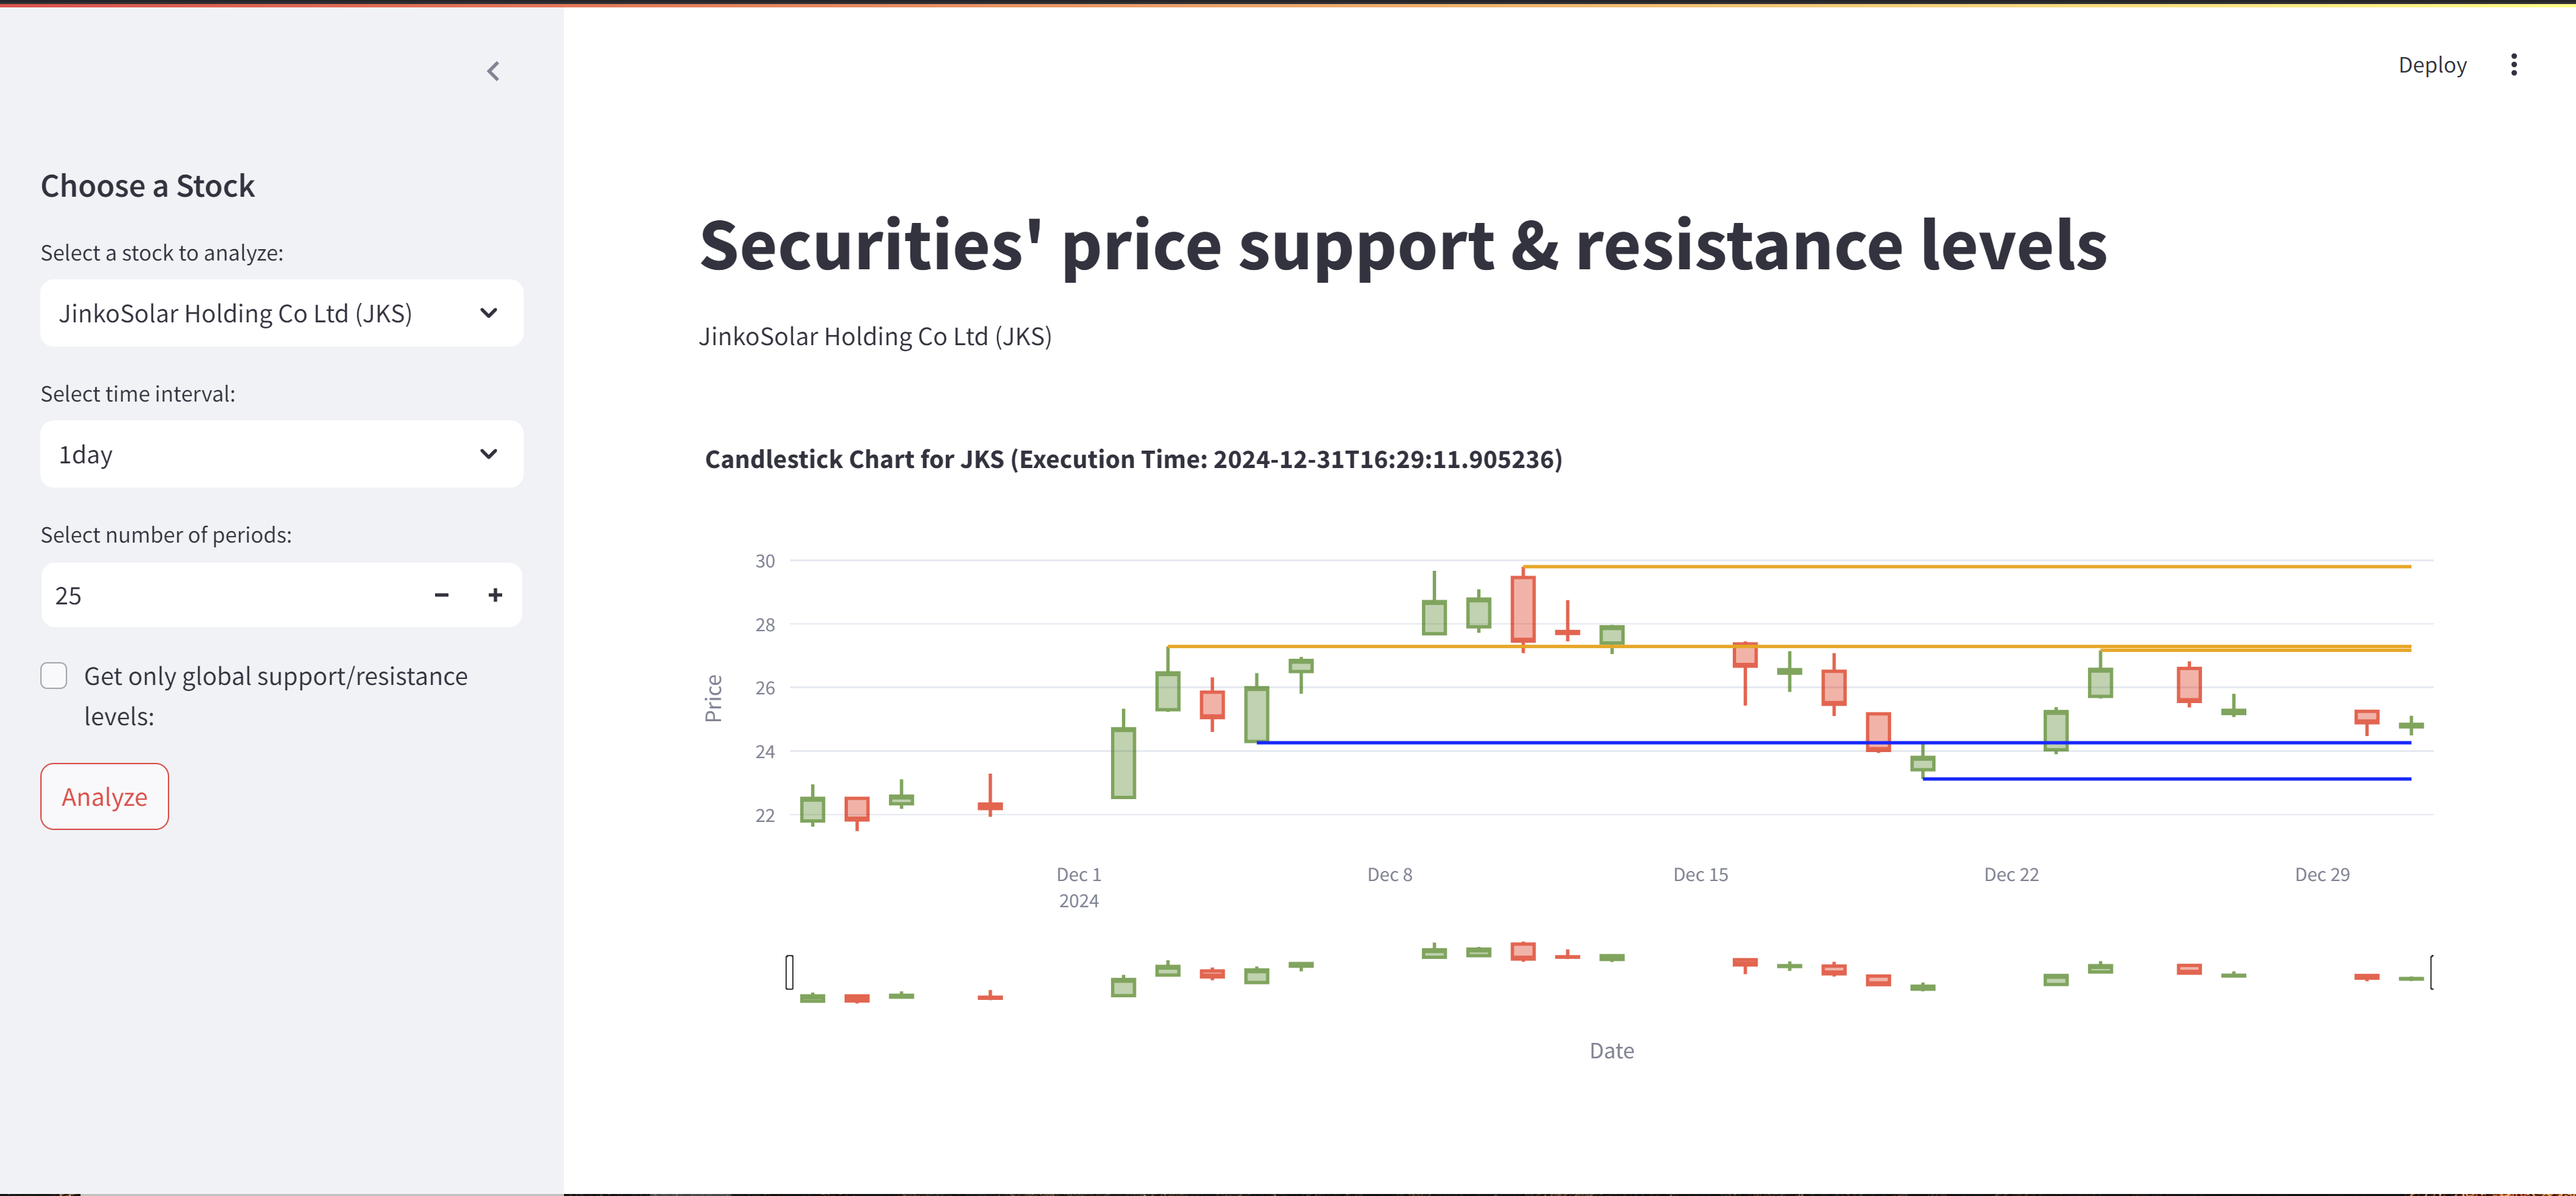 Deploy
Choose a Stock
Select a stock to analyze:
JinkoSolar Holding Co Ltd (JKS)
Select time interval:
1day
Select number of periods:
25
Get only global support/resistance
levels:
Analyze
Securities' price support & resistance levels
JinkoSolar Holding Co Ltd (JKS)
Candlestick Chart for JKS (Execution Time: 2024-12-31T16:29:11.905236)
Price
30
28
26
24
22
Dec 1 Dec 8 Dec 15 Dec 22 Dec 29
2024
Date